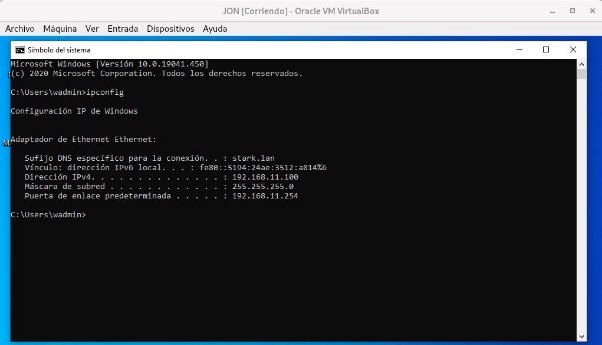 JON [Corriendo] - Oracle VM VirtualBox
Archivo Máquina Ver Entrada Dispositivos Ayuda
Símbolo del sistema
Microsoft Windows [Versión 10.0.19041.450]
(c) 2020 Microsoft Corporation. Todos los derechos reservados.
C:\Users\wadmin>ipconfig
Configuración IP de Windows
Adaptador de Ethernet Ethernet:
Sufijo DNS específico para la conexión. . : stark.lan
Vínculo: dirección IPv6 local. . . : fe80::5194:24ae:3512:a814%6
Dirección IPv4. . . . . . . . . . . . . . : 192.168.11.100
Máscara de subred . . . . . . . . . . . . : 255.255.255.0
Puerta de enlace predeterminada . . . . . : 192.168.11.254
C:\Users\wadmin>